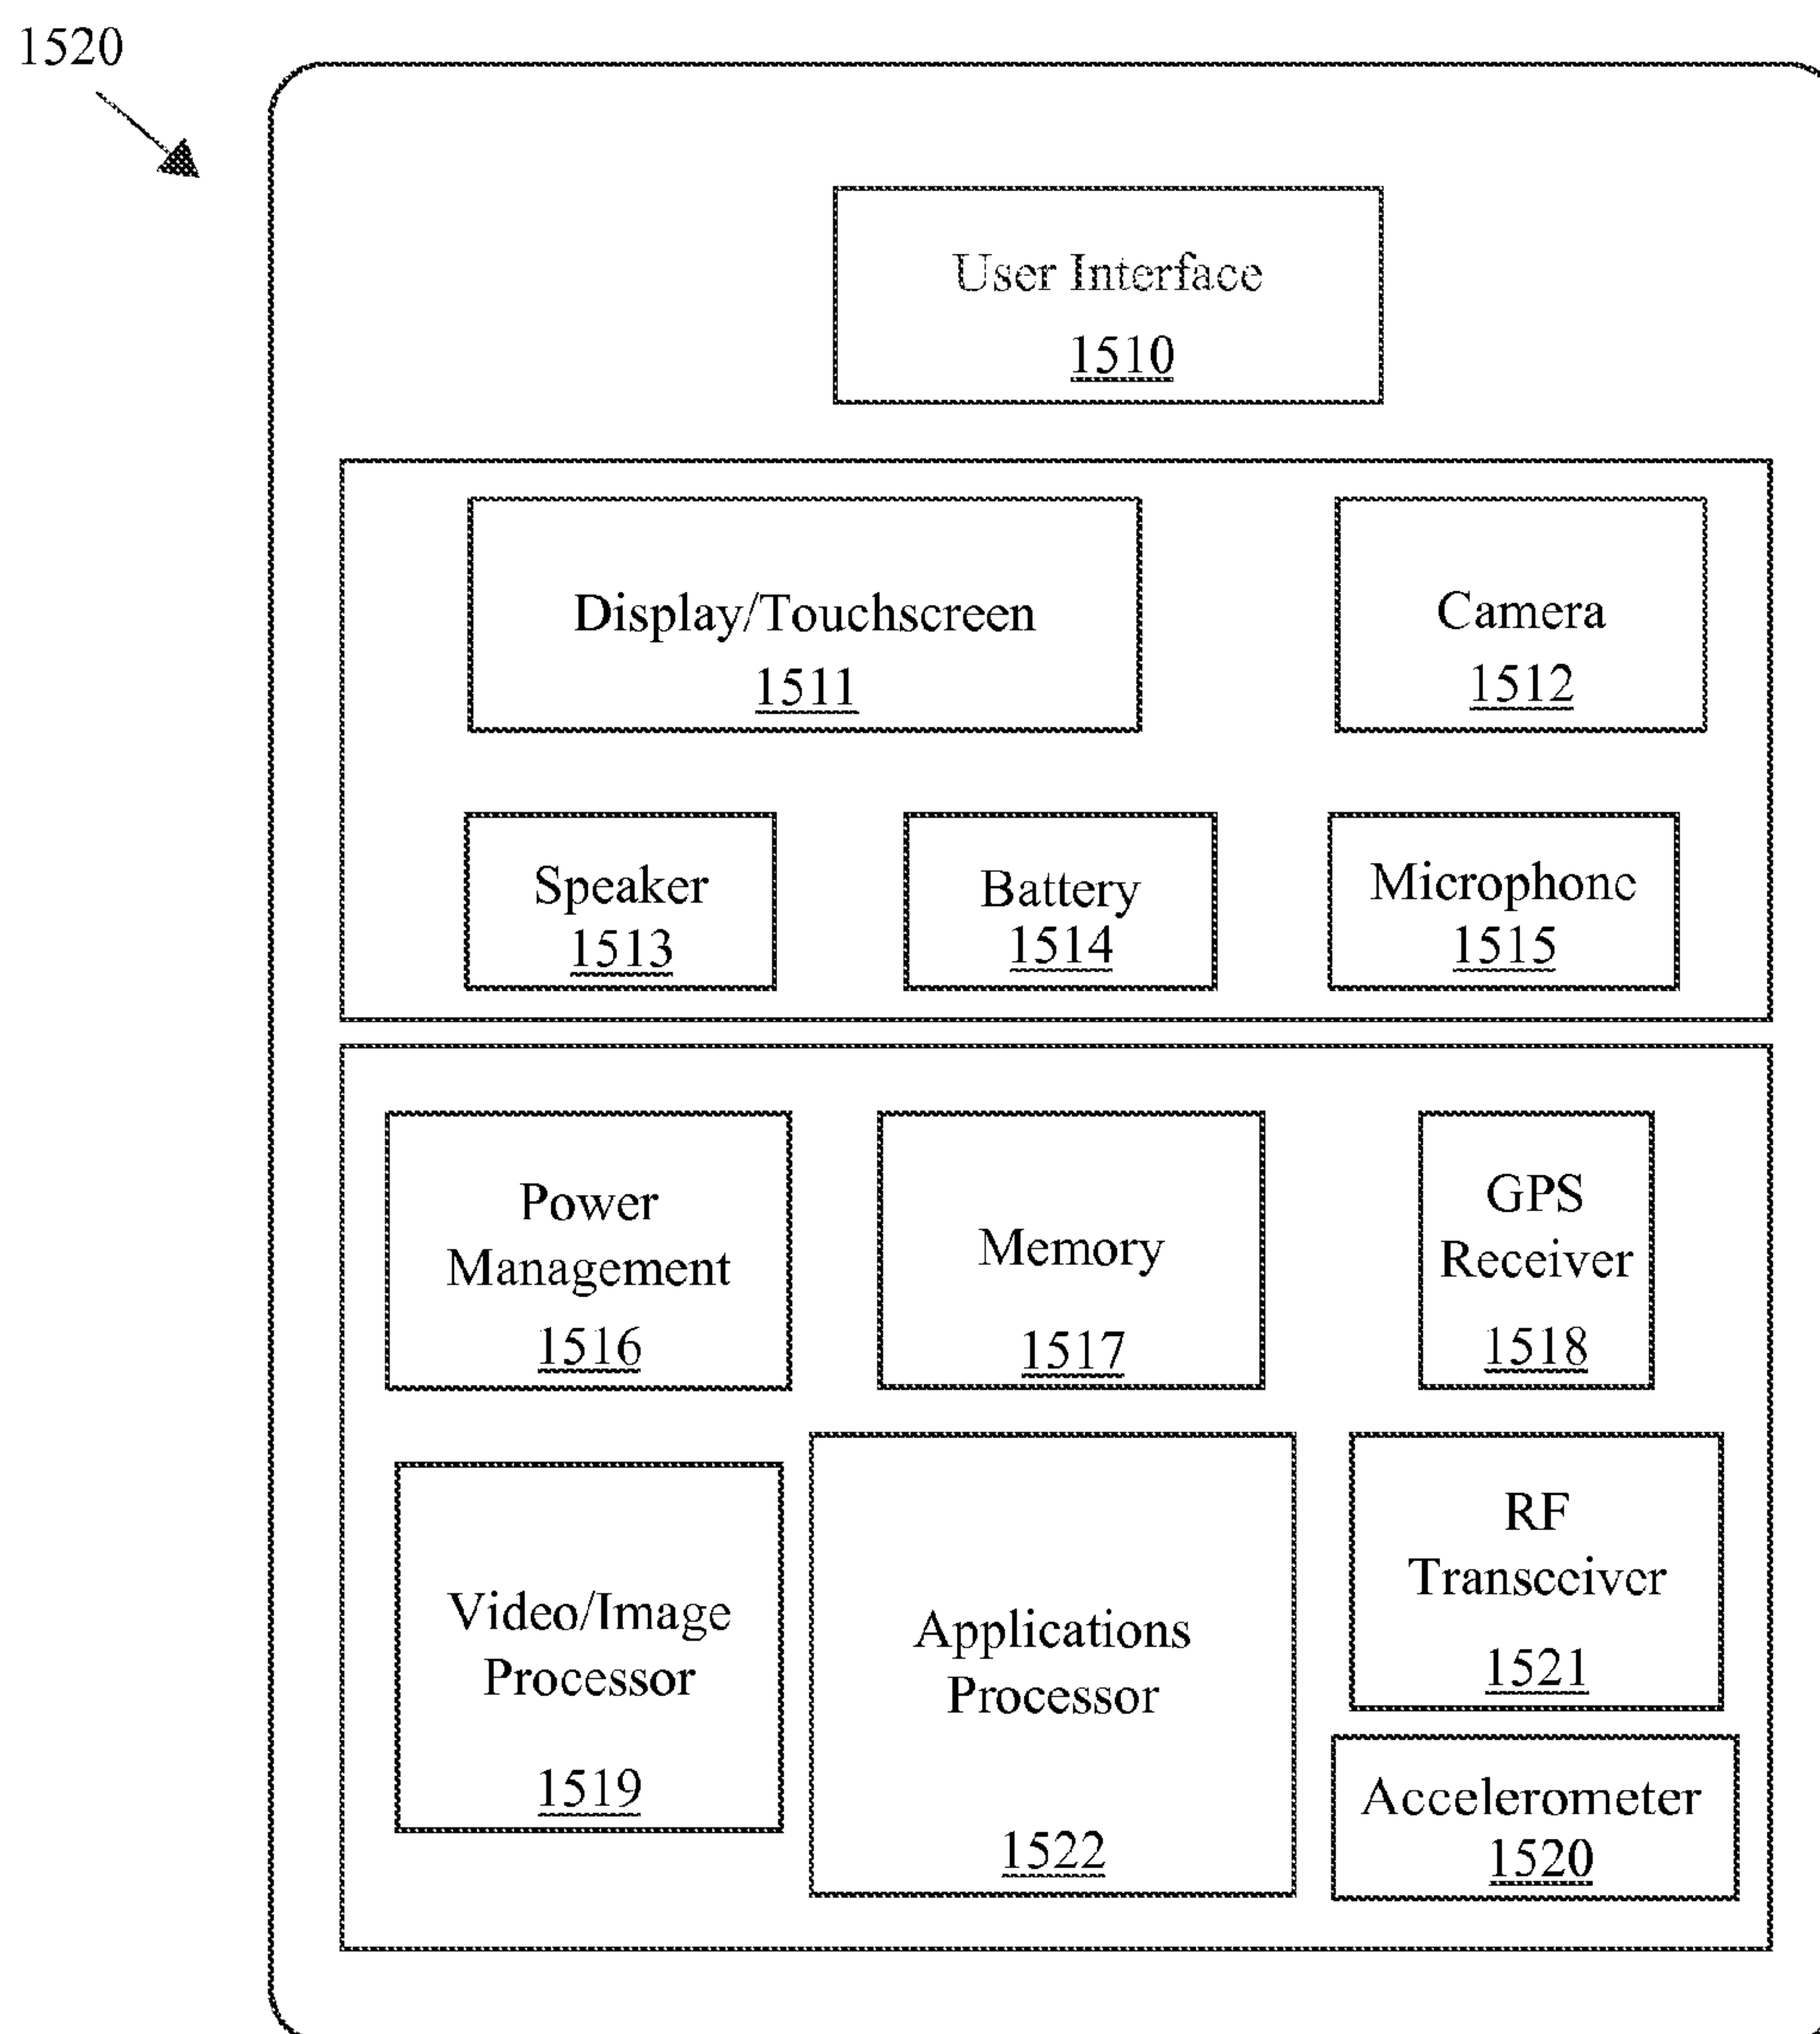 1520
User Interface
1510
Display/Touchscreen
1511
Camera
1512
Speaker
1513
Battery
1514
Microphone
1515
Power
Management
1516
Memory
1517
GPS
Receiver
1518
Video/Image
Processor
1519
Applications
Processor
1522
RF
Transceiver
1521
Accelerometer
1520